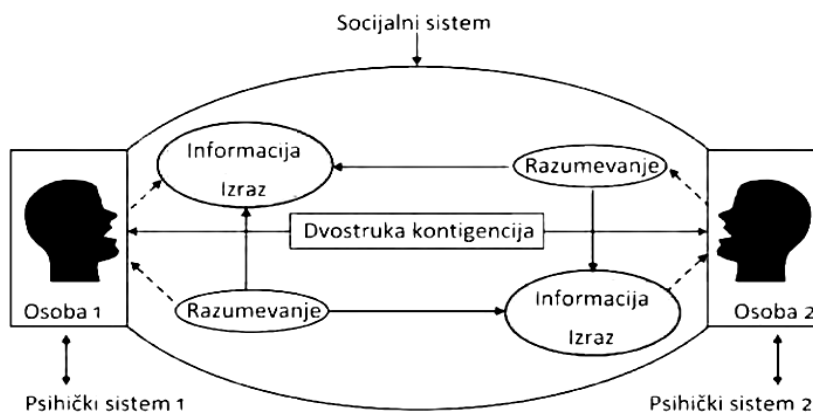 Socijalni sistem
Informacija
Izraz
Razumevanje
Dvostruka kontigencija
Osoba 1
Razumevanje
Informacija
Izraz
Osoba 2
Psihički sistem 1
Psihički sistem 2